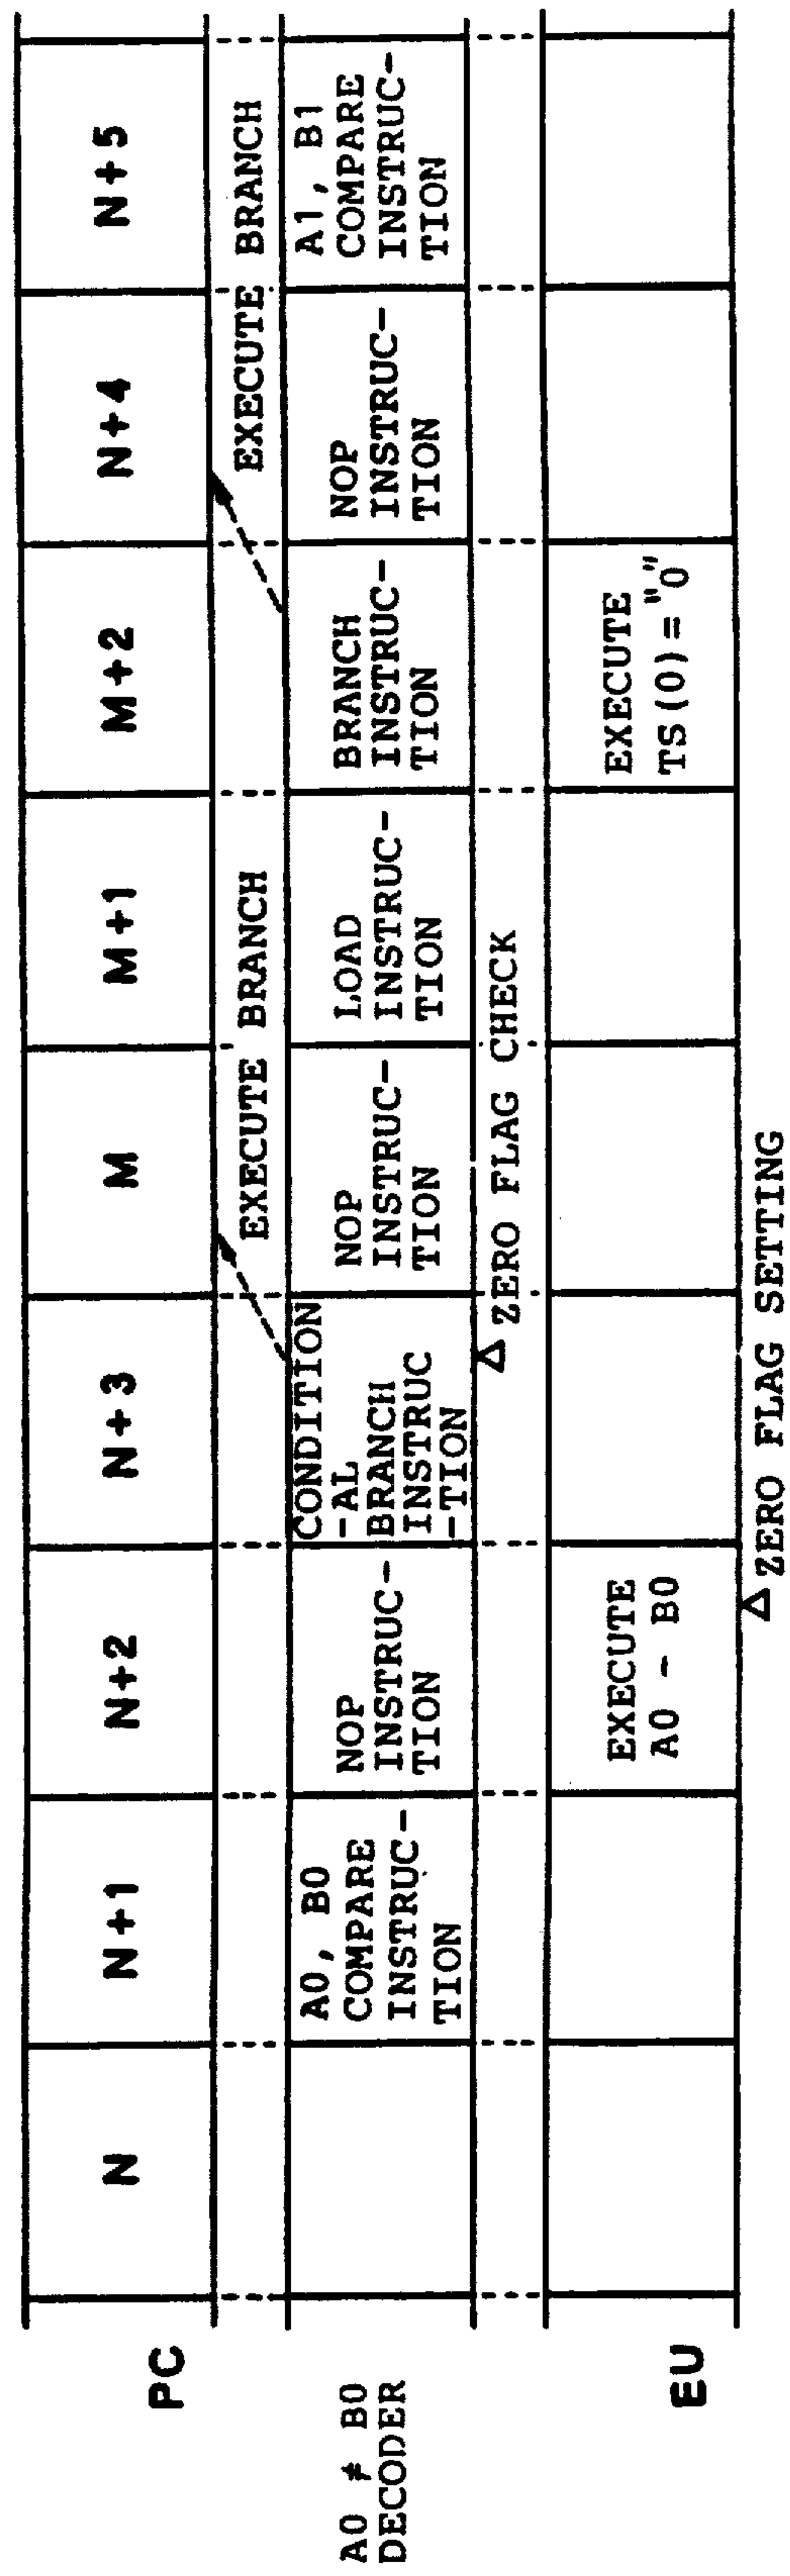 PC
N
N+1
N+2
N+3
M
M+1
M+2
N+4
N+5
EXECUTE BRANCH
EXECUTE BRANCH
A0 ≠ B0
DECODER
A0, B0
COMPARE
INSTRUC-
TION
NOP
INSTRUC-
TION
CONDITION
-AL
BRANCH
INSTRUC
-TION
NOP
INSTRUC-
TION
LOAD
INSTRUC-
TION
BRANCH
INSTRUC-
TION
NOP
INSTRUC-
TION
A1, B1
COMPARE
INSTRUC-
TION
Δ ZERO FLAG CHECK
EU
EXECUTE
A0 - B0
EXECUTE
TS(0)="0"
Δ ZERO FLAG SETTING